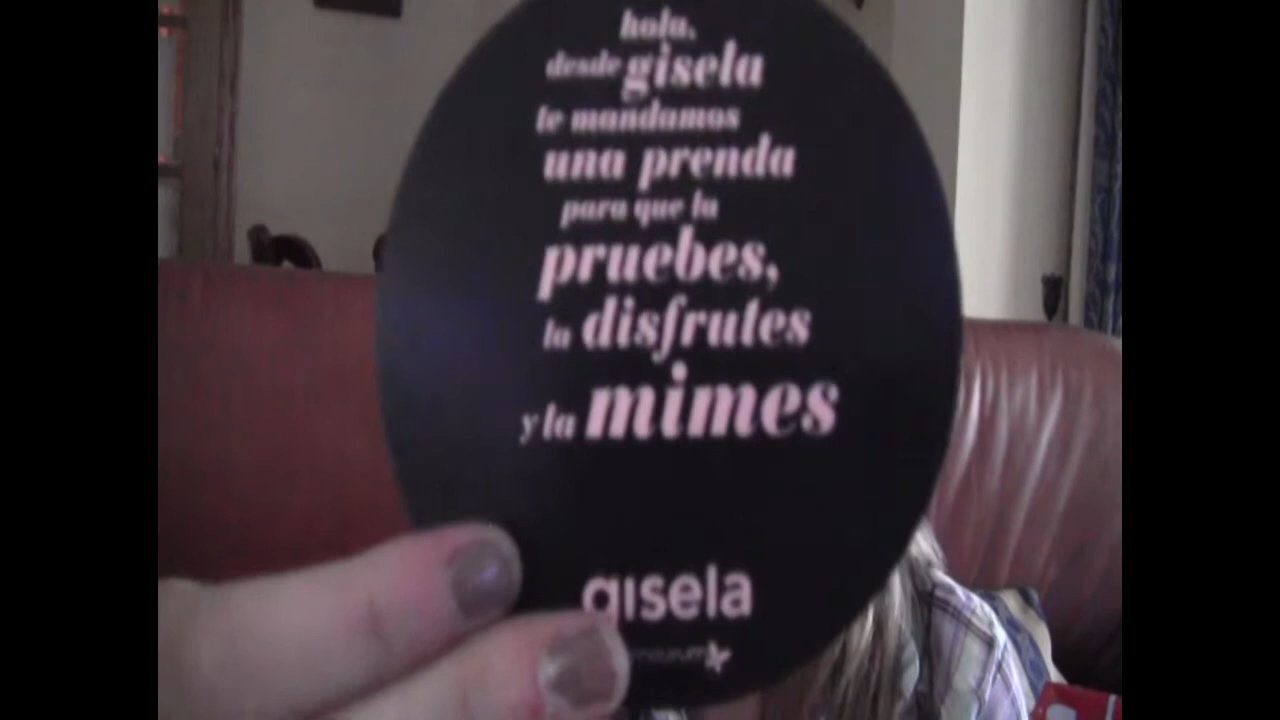 hola.
desde gisela
te mandamos
una prenda
para que la
pruebes,
la disfrutes
y la mimes
gisela